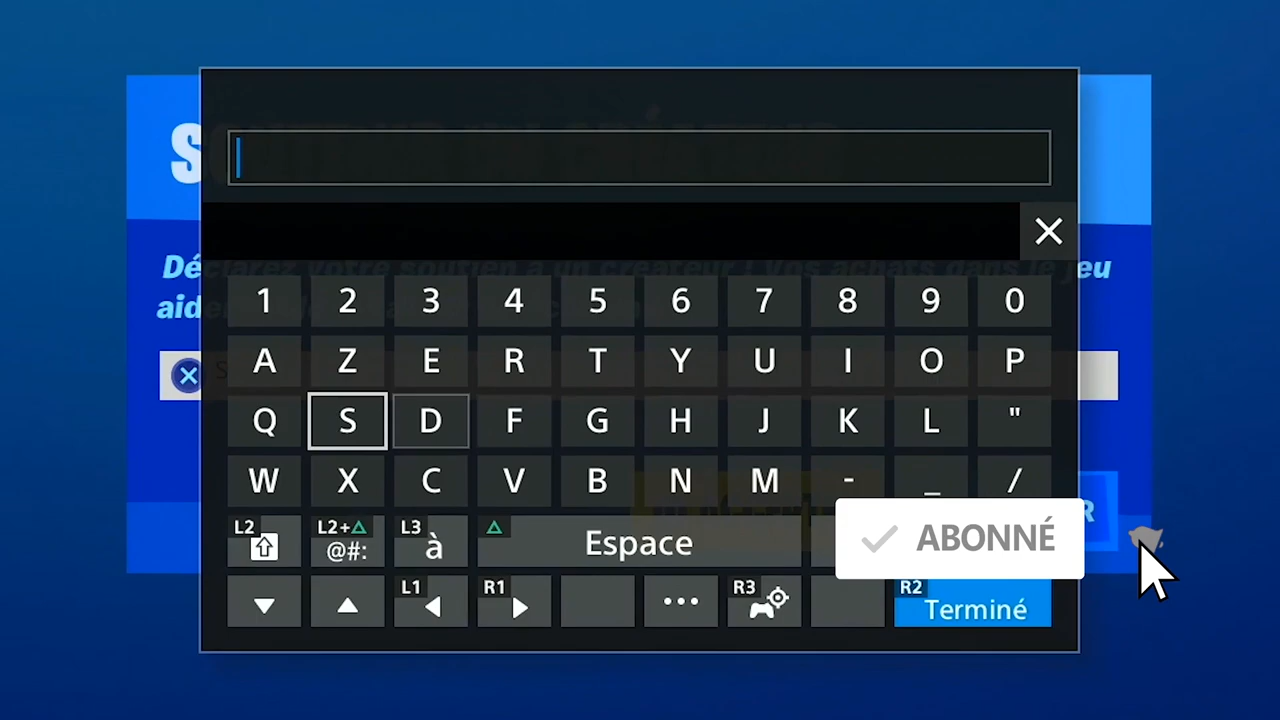 S
Déclarez votre soutien à un créateur ! Vos achats dans le jeu
aide
1 2 3 4 5 6 7 8 9 0
A Z E R T Y U I O P
Q S D F G H J K L "
W X C V B N M - _ /
L2 L2+△ @#: L3 à △ Espace
ABONNÉ
R
L1 R1 ... R3 R2 Terminé